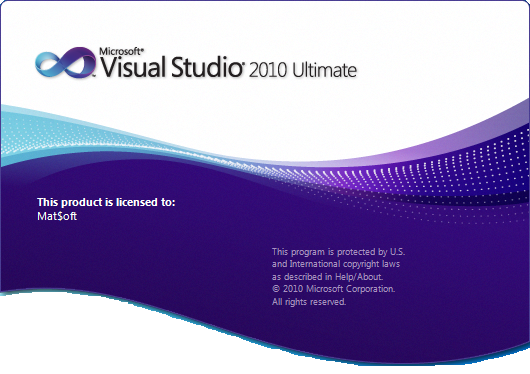 Microsoft®
Visual Studio® 2010 Ultimate
This product is licensed to:
Mat$oft
This program is protected by U.S.
and International copyright laws
as described in Help/About.
© 2010 Microsoft Corporation.
All rights reserved.